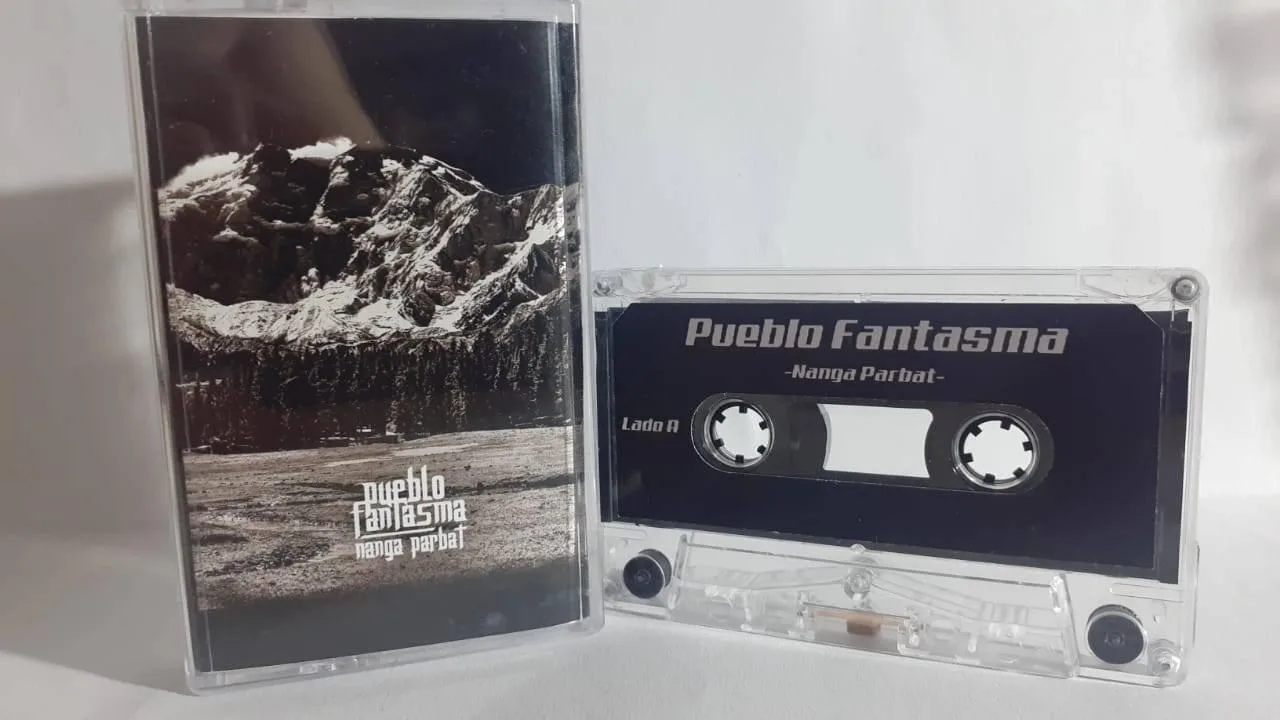 pueblo
fantasma
nanga parbat
Pueblo Fantasma
-Nanga Parbat-
Lado A